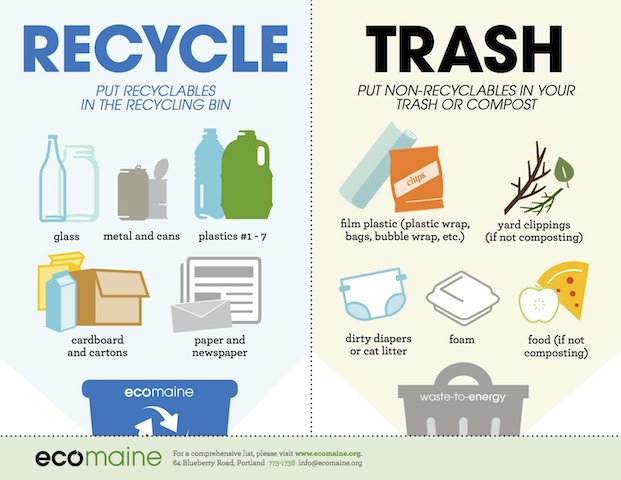 RECYCLE
PUT RECYCLABLES
IN THE RECYCLING BIN
glass
metal and cans
plastics #1 - 7
cardboard
and cartons
paper and
newspaper
ecomaine
TRASH
PUT NON-RECYCLABLES IN YOUR
TRASH OR COMPOST
chips
film plastic (plastic wrap,
bags, bubble wrap, etc.)
yard clippings
(if not composting)
dirty diapers
or cat litter
foam
food (if not
composting)
waste-to-energy
ecomaine
For a comprehensive list, please visit www.ecomaine.org.
64 Blueberry Road, Portland 773-1738 info@ecomaine.org